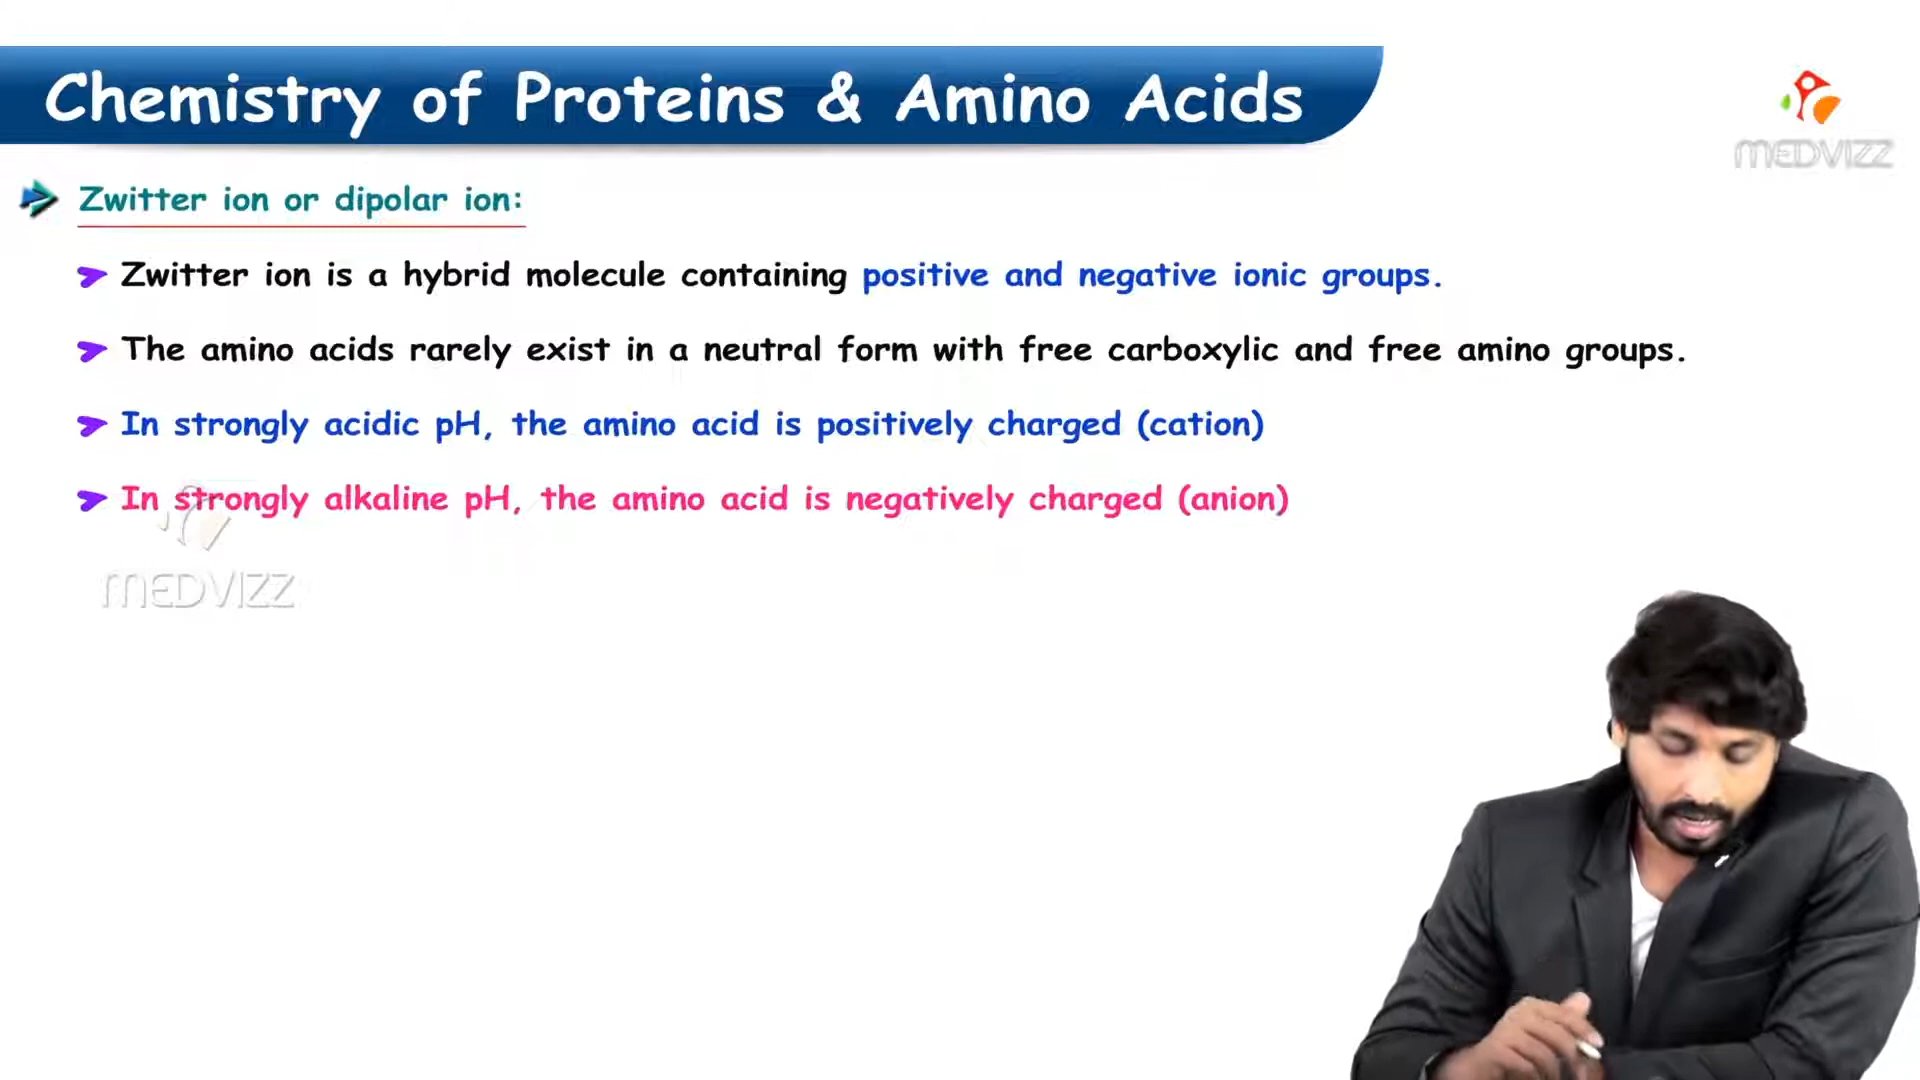 Chemistry of Proteins & Amino Acids
MEDVIZZ
Zwitter ion or dipolar ion:
Zwitter ion is a hybrid molecule containing positive and negative ionic groups.
The amino acids rarely exist in a neutral form with free carboxylic and free amino groups.
In strongly acidic pH, the amino acid is positively charged (cation)
In strongly alkaline pH, the amino acid is negatively charged (anion)
MEDVIZZ